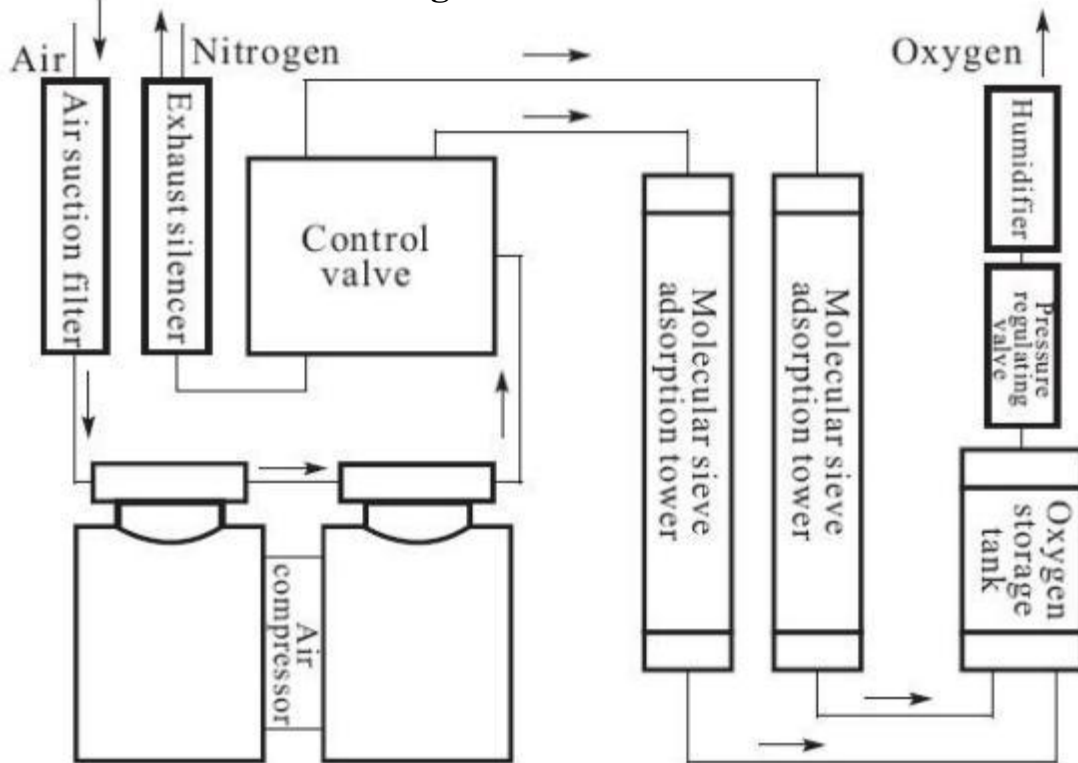 Air
Nitrogen
Oxygen
Air suction filter
Exhaust silencer
Control
valve
Molecular sieve
adsorption tower
Molecular sieve
adsorption tower
Humidifier
Pressure
regulating
valve
Oxygen
storage
tank
Air
compressor